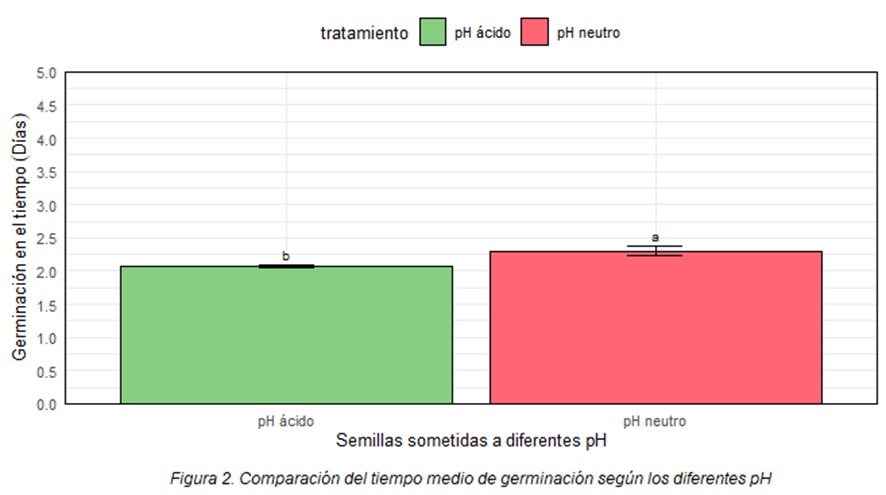 tratamiento pH ácido pH neutro
Germinación en el tiempo (Días)
5.0
4.5
4.0
3.5
3.0
2.5
2.0
1.5
1.0
0.5
0.0
b
a
pH ácido pH neutro
Semillas sometidas a diferentes pH
Figura 2. Comparación del tiempo medio de germinación según los diferentes pH